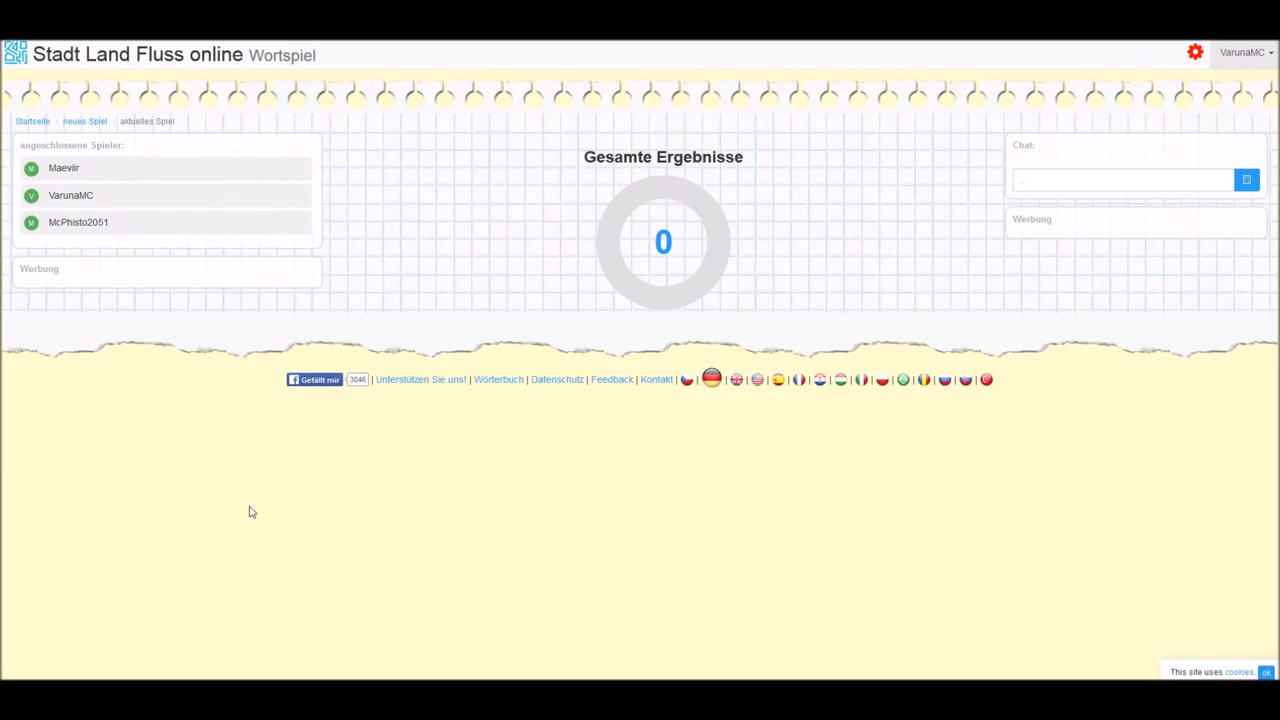 Stadt Land Fluss online Wortspiel
VarunaMC
Startseite / neues Spiel / aktuelles Spiel
angeschlossene Spieler:
M Maeviir
V VarunaMC
M McPhisto2051
Werbung
Gesamte Ergebnisse
0
Chat:
...
Werbung
Gefällt mir 3046 | Unterstützen Sie uns! | Wörterbuch | Datenschutz | Feedback | Kontakt | | | | | | | | | | | | | | |
This site uses cookies. ok